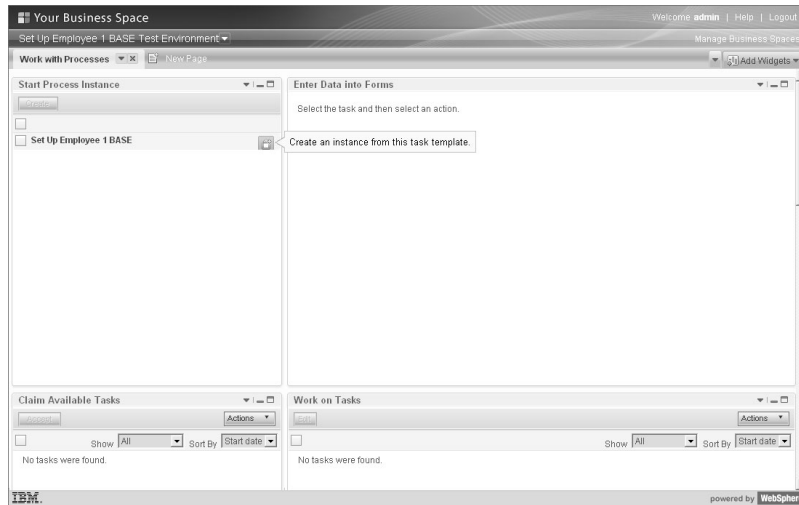 Your Business Space
Welcome admin | Help | Logout
Set Up Employee 1 BASE Test Environment
Manage Business Spaces
Work with Processes
New Page
Add Widgets
Start Process Instance
Create
Set Up Employee 1 BASE
Enter Data into Forms
Select the task and then select an action.
Create an instance from this task template.
Claim Available Tasks
Accept
Actions
Show All Sort By Start date
No tasks were found.
Work on Tasks
Edit
Actions
Show All Sort By Start date
No tasks were found.
IBM.
powered by WebSpher